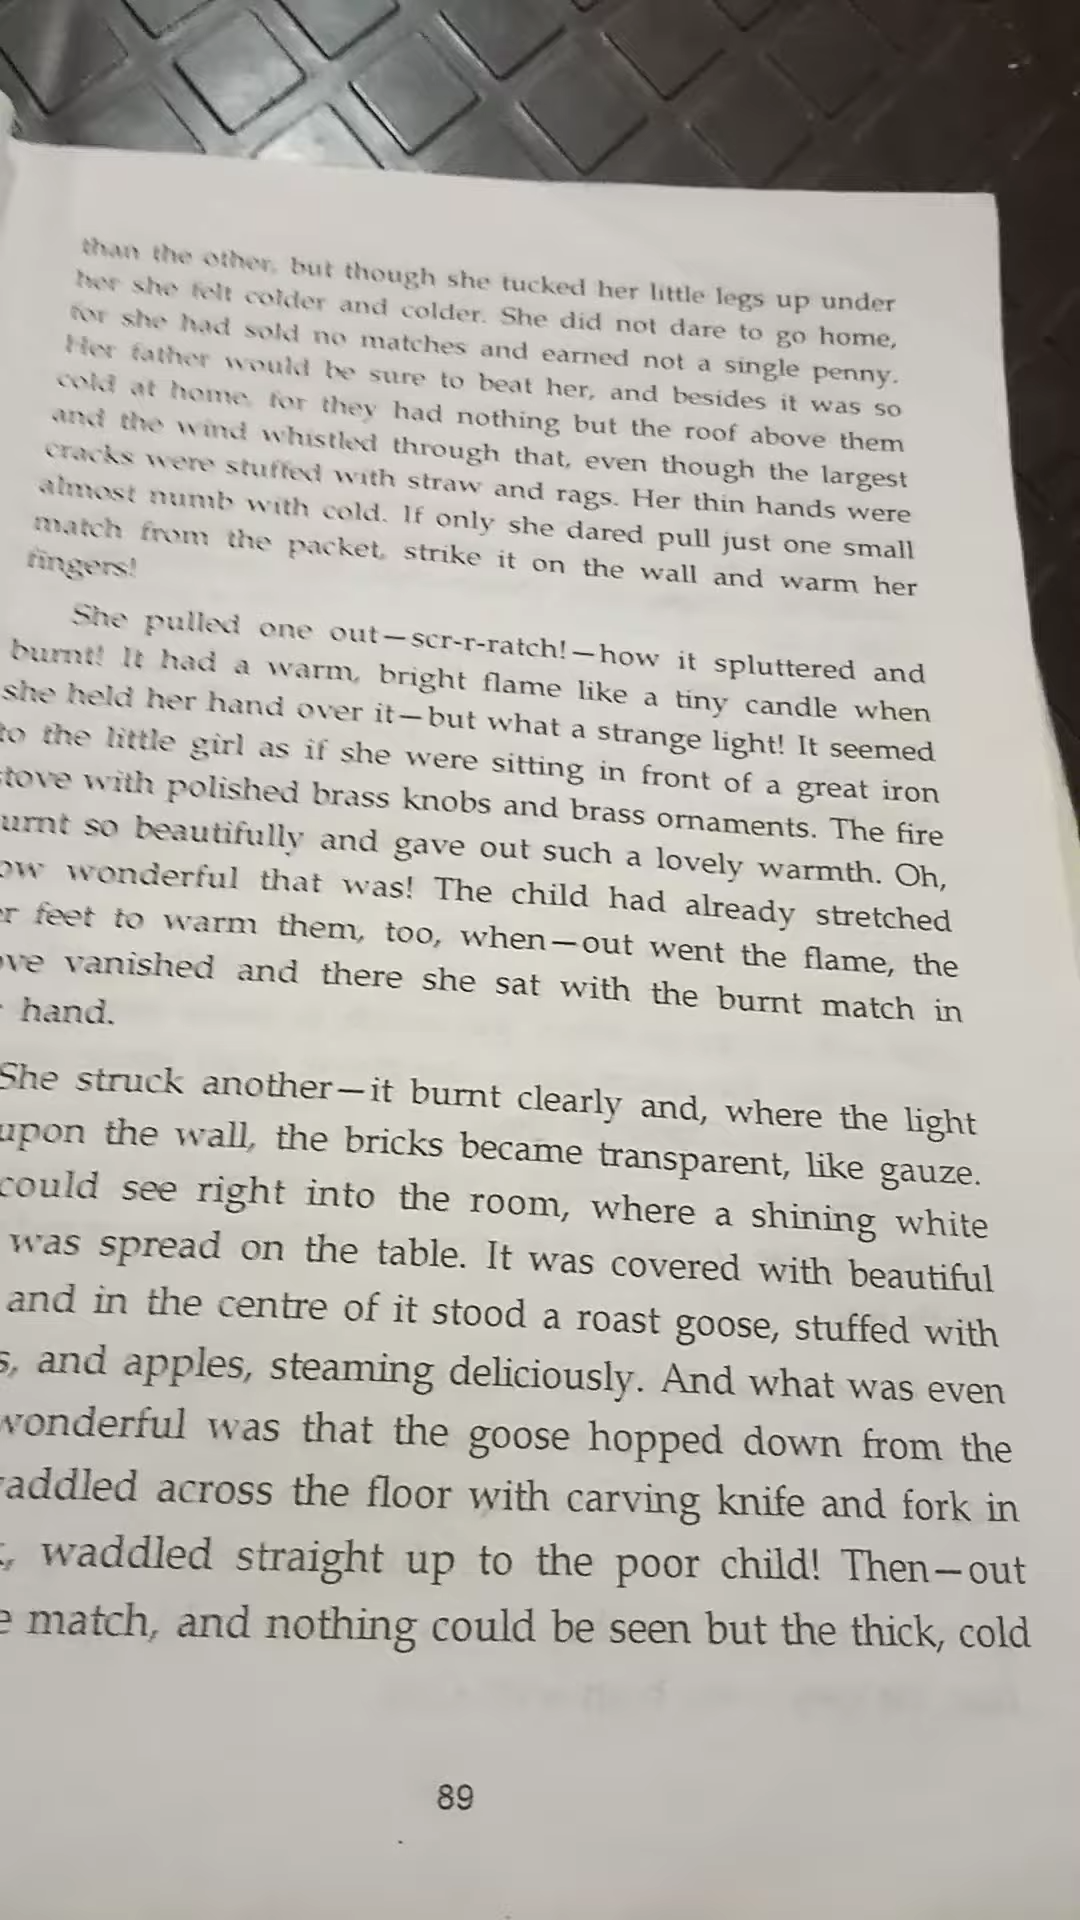 than the other, but though she tucked her little legs up under
her she felt colder and colder. She did not dare to go home,
for she had sold no matches and earned not a single penny.
Her father would be sure to beat her, and besides it was so
cold at home, for they had nothing but the roof above them
and the wind whistled through that, even though the largest
cracks were stuffed with straw and rags. Her thin hands were
almost numb with cold. If only she dared pull just one small
match from the packet, strike it on the wall and warm her
fingers!
She pulled one out—scr-r-ratch!—how it spluttered and
burnt! It had a warm, bright flame like a tiny candle when
she held her hand over it—but what a strange light! It seemed
to the little girl as if she were sitting in front of a great iron
tove with polished brass knobs and brass ornaments. The fire
urnt so beautifully and gave out such a lovely warmth. Oh,
ow wonderful that was! The child had already stretched
er feet to warm them, too, when—out went the flame, the
ove vanished and there she sat with the burnt match in
hand.
She struck another—it burnt clearly and, where the light
upon the wall, the bricks became transparent, like gauze.
could see right into the room, where a shining white
was spread on the table. It was covered with beautiful
and in the centre of it stood a roast goose, stuffed with
s, and apples, steaming deliciously. And what was even
wonderful was that the goose hopped down from the
addled across the floor with carving knife and fork in
, waddled straight up to the poor child! Then—out
e match, and nothing could be seen but the thick, cold
89